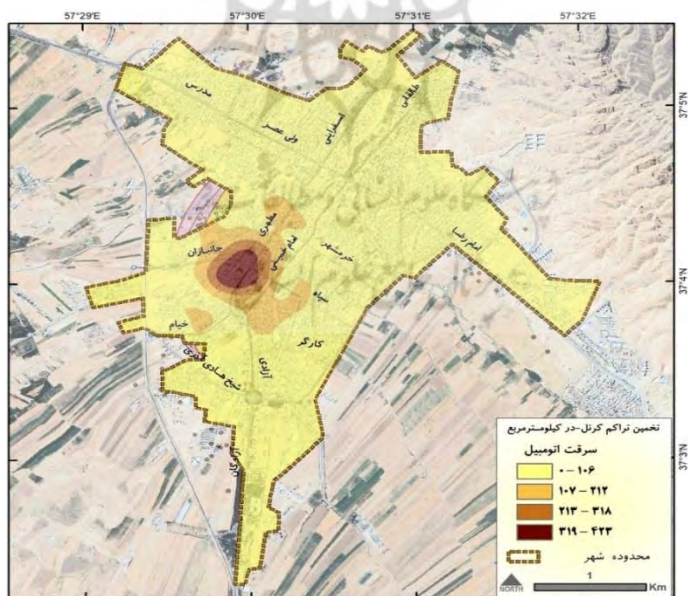 57°29'E 57°30'E 57°31'E 57°32'E
37°5'N
37°4'N
37°3'N
مدرس
ولی عصر
اسفراینی
طالقانی
مطهری
امام خمینی
خرمشهر
امام رضا
جانبازان
سپاه
خیام
کارگر
آزادی
شیخ هادی
تخمین تراکم کرنل-در کیلومترمربع
سرقت اتومبیل
۰ – ۱۰۶
۱۰۷ – ۲۱۲
۲۱۳ – ۳۱۸
۳۱۹ – ۴۲۳
محدوده شهر
1
NORTH Km